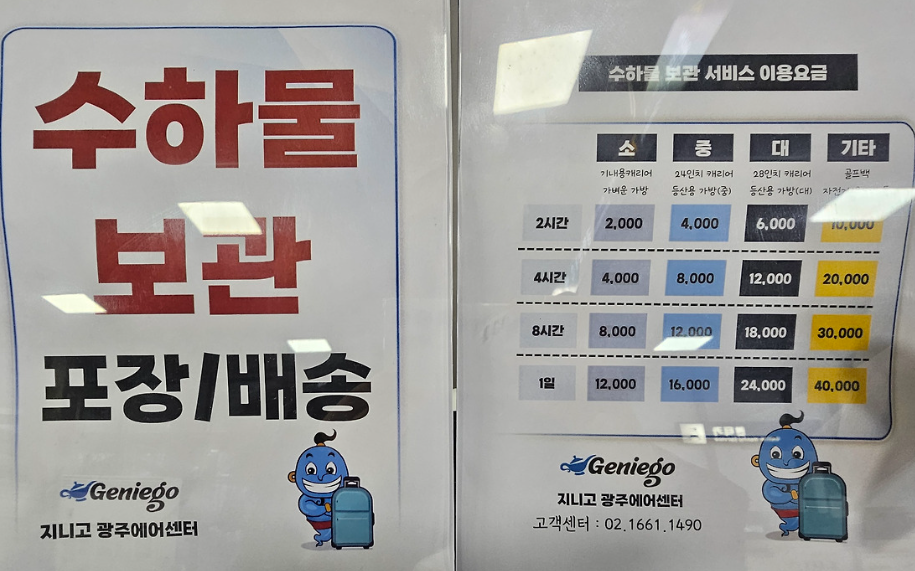 수하물
보관
포장/배송
Geniego
지니고 광주에어센터
수하물 보관 서비스 이용요금
소 중 대 기타
기내용캐리어 24인치 캐리어 28인치 캐리어 골프백
가벼운 가방 등산용 가방(중) 등산용 가방(대)
2시간 2,000 4,000 6,000 10,000
4시간 4,000 8,000 12,000 20,000
8시간 8,000 12,000 18,000 30,000
1일 12,000 16,000 24,000 40,000
Geniego
지니고 광주에어센터
고객센터 : 02.1661.1490